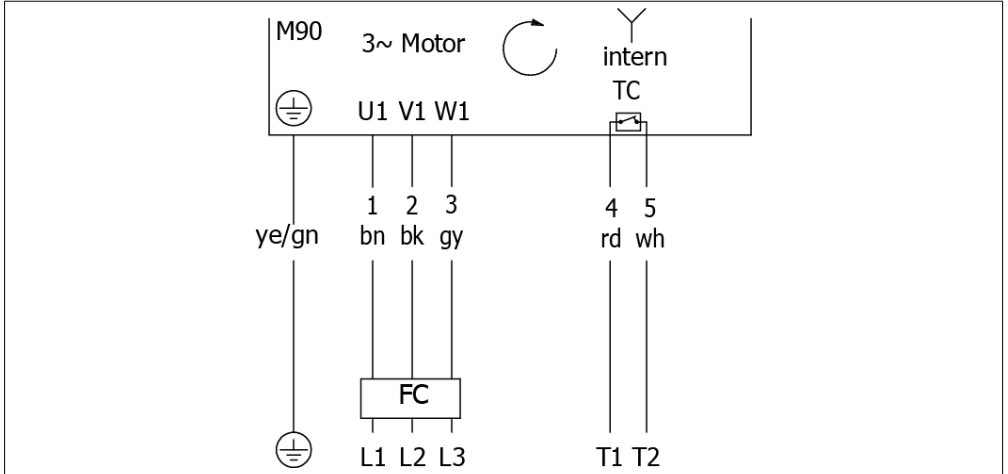 M90
3~ Motor
intern
TC
U1 V1 W1
1 2 3 4 5
ye/gn bn bk gy rd wh
FC
L1 L2 L3 T1 T2